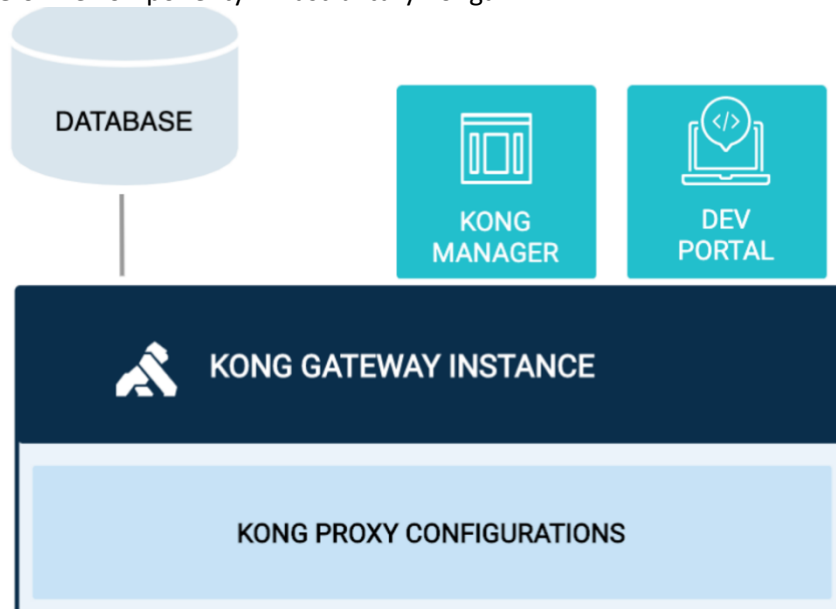 DATABASE
KONG
MANAGER
DEV
PORTAL
KONG GATEWAY INSTANCE
KONG PROXY CONFIGURATIONS